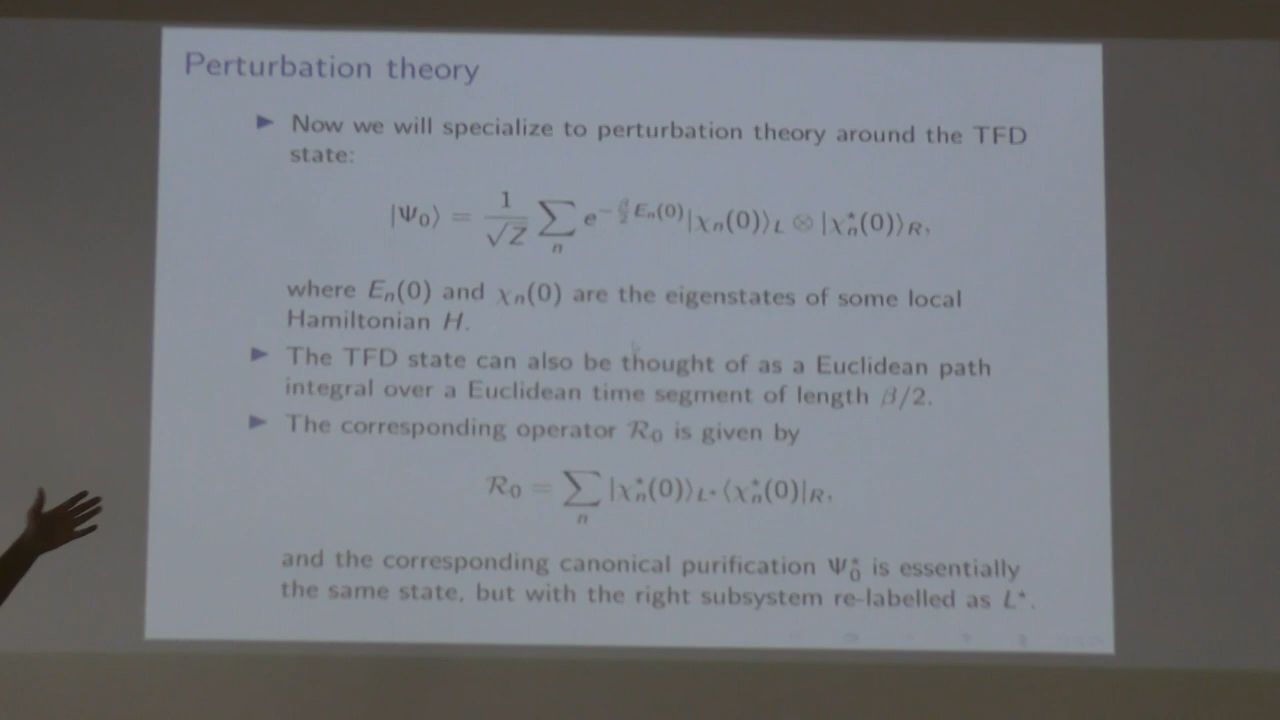 Perturbation theory
▶ Now we will specialize to perturbation theory around the TFD
state:
|Ψ₀⟩ = 1/√Z ∑ₙ e^{-β/2 Eₙ(0)} |χₙ(0)⟩_L ⊗ |χₙ*(0)⟩_R,
where Eₙ(0) and χₙ(0) are the eigenstates of some local
Hamiltonian H.
▶ The TFD state can also be thought of as a Euclidean path
integral over a Euclidean time segment of length β/2.
▶ The corresponding operator ℛ₀ is given by
ℛ₀ = ∑ₙ |χₙ*(0)⟩_{L*} ⟨χₙ*(0)|_R,
and the corresponding canonical purification Ψ₀* is essentially
the same state, but with the right subsystem re-labelled as L*.